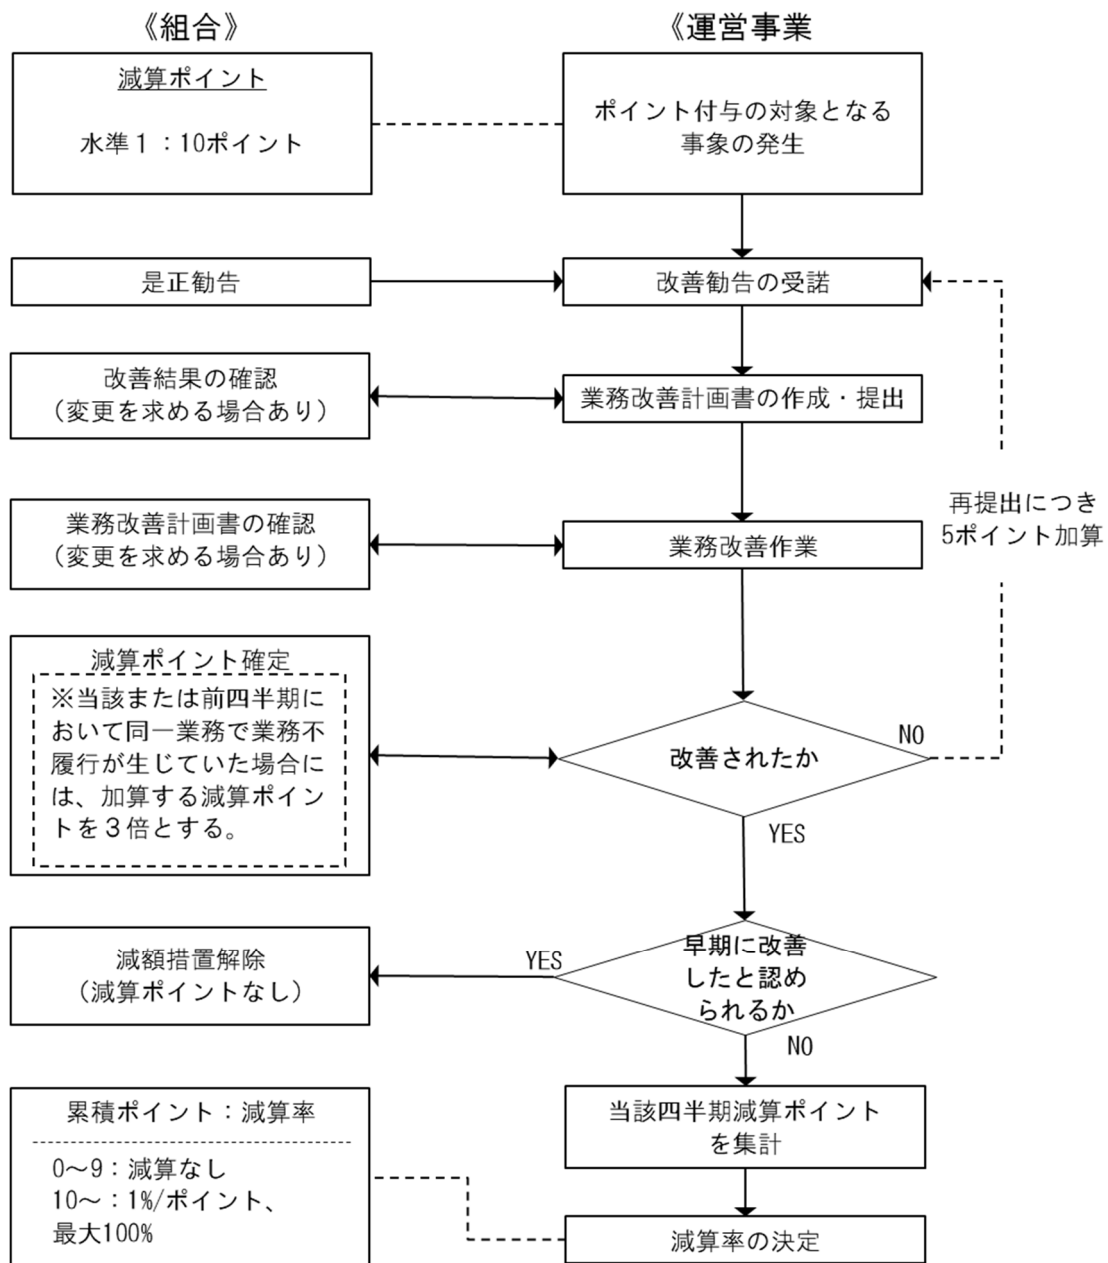 《組合》
《運営事業
減算ポイント
水準１：10ポイント
ポイント付与の対象となる
事象の発生
是正勧告
改善勧告の受諾
改善結果の確認
（変更を求める場合あり）
業務改善計画書の作成・提出
再提出につき
5ポイント加算
業務改善計画書の確認
（変更を求める場合あり）
業務改善作業
減算ポイント確定
※当該または前四半期に
おいて同一業務で業務不
履行が生じていた場合に
は、加算する減算ポイン
トを３倍とする。
改善されたか
NO
YES
減額措置解除
（減算ポイントなし）
YES
早期に改善
したと認め
られるか
NO
累積ポイント：減算率
0～9：減算なし
10～：1%/ポイント、
最大100%
当該四半期減算ポイント
を集計
減算率の決定